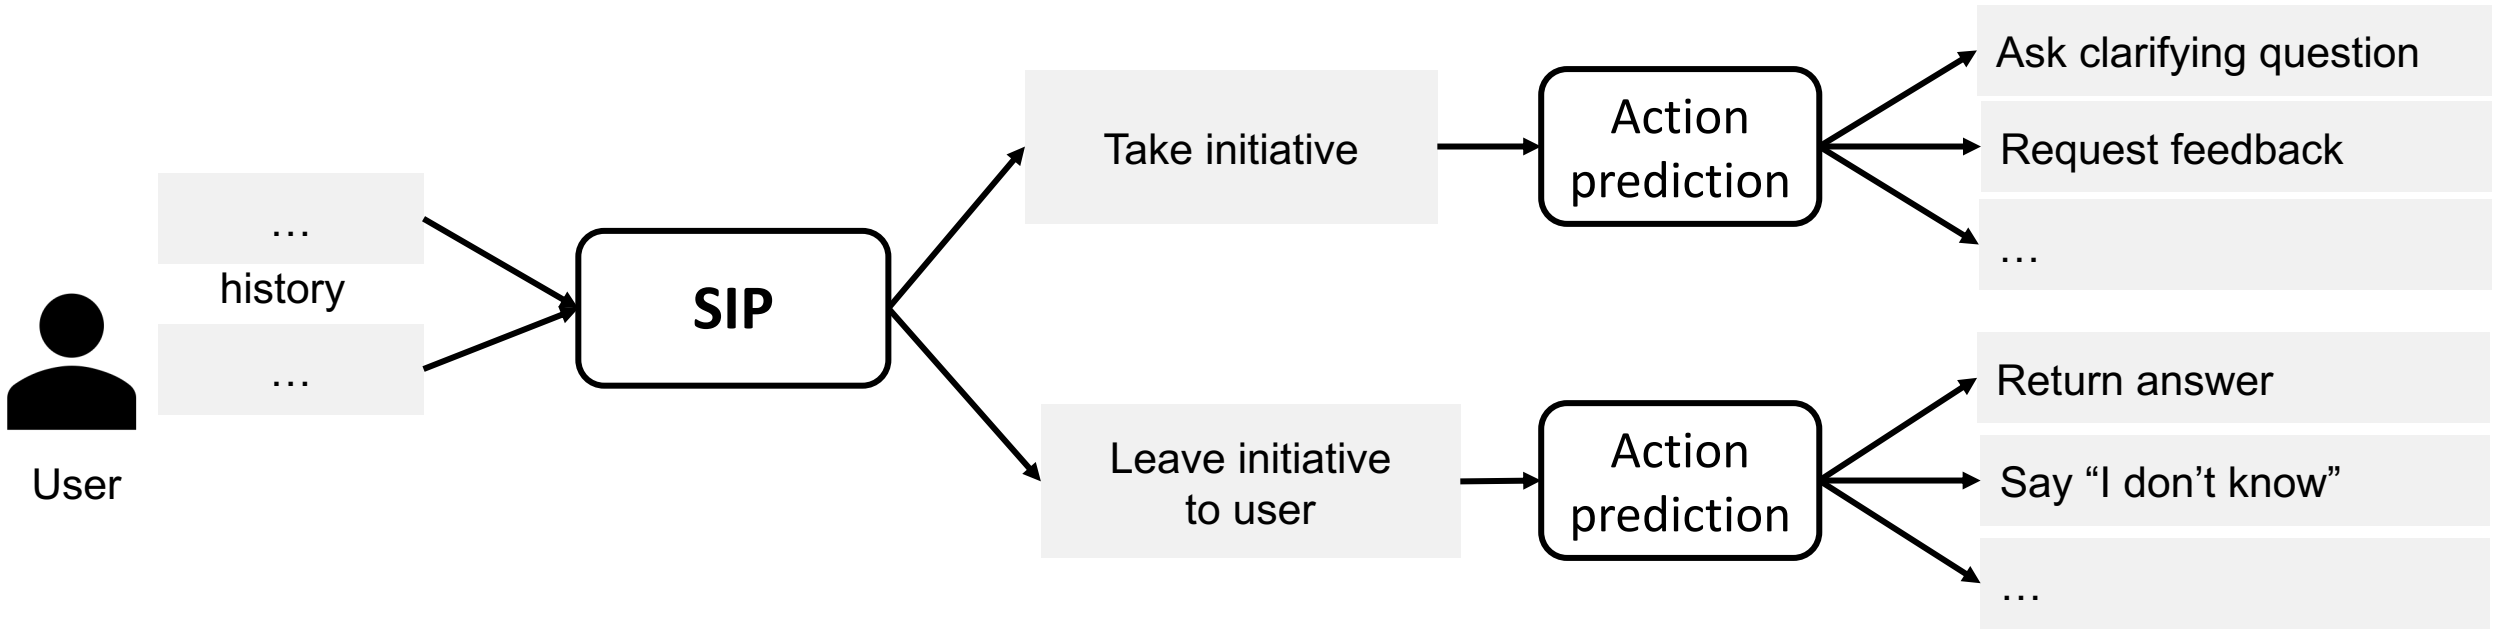 …
history
…
User
SIP
Take initiative
Leave initiative
to user
Action
prediction
Action
prediction
Ask clarifying question
Request feedback
…
Return answer
Say “I don’t know”
…